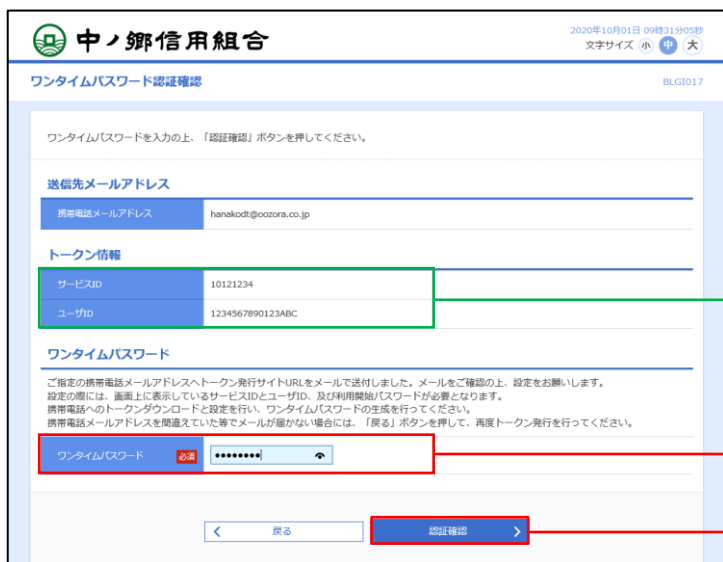 中ノ郷信用組合
2020年10月01日 09時31分05秒
文字サイズ 小 中 大
ワンタイムパスワード認証確認
BLGI017
ワンタイムパスワードを入力の上、「認証確認」ボタンを押してください。
送信先メールアドレス
携帯電話メールアドレス hanakodt@oozora.co.jp
トークン情報
サービスID 10121234
ユーザID 1234567890123ABC
ワンタイムパスワード
ご指定の携帯電話メールアドレスへトークン発行サイトURLをメールで送付しました。メールをご確認の上、設定をお願いします。
設定の際には、画面上に表示しているサービスIDとユーザID、及び利用開始パスワードが必要となります。
携帯電話へのトークンダウンロードと設定を行い、ワンタイムパスワードの生成を行ってください。
携帯電話メールアドレスを間違えていた等でメールが届かない場合には、「戻る」ボタンを押して、再度トークン発行を行ってください。
ワンタイムパスワード 必須 ••••••••
戻る
認証確認